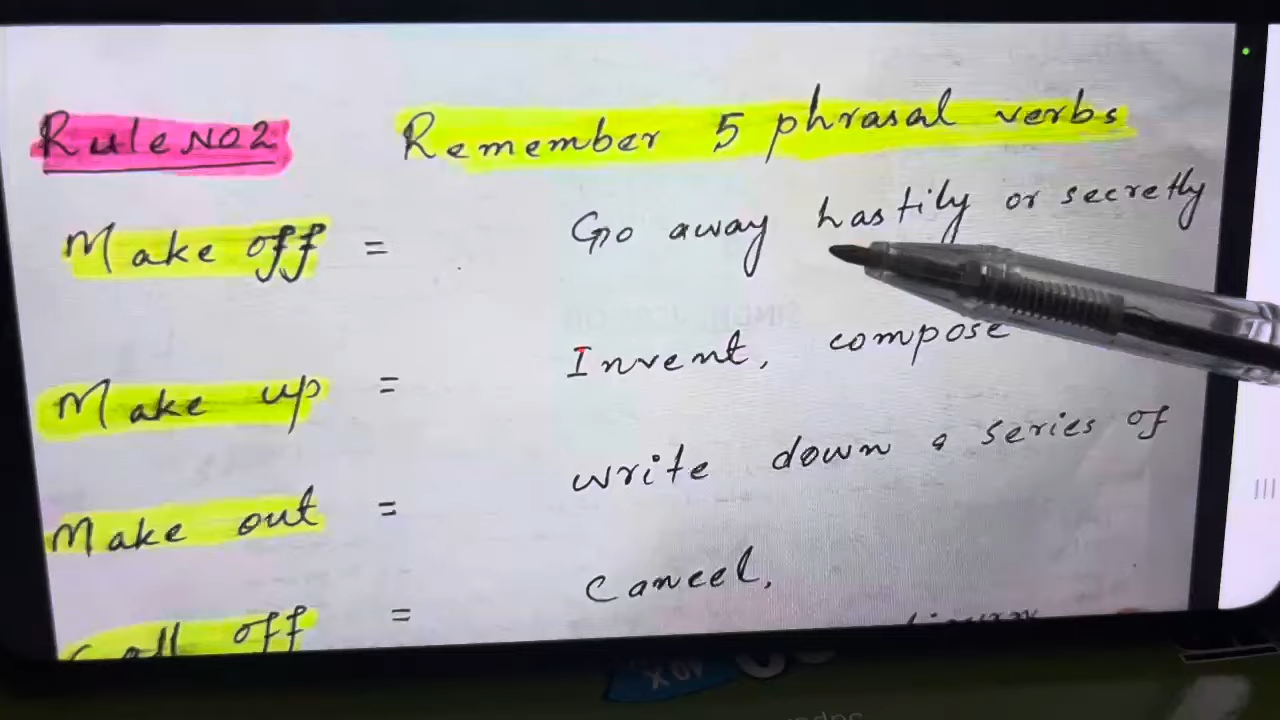 Rule NO 2 Remember 5 phrasal verbs
Make off = Go away hastily or secretly
Make up = Invent, compose
Make out = write down a series of
Call off = Cancel,